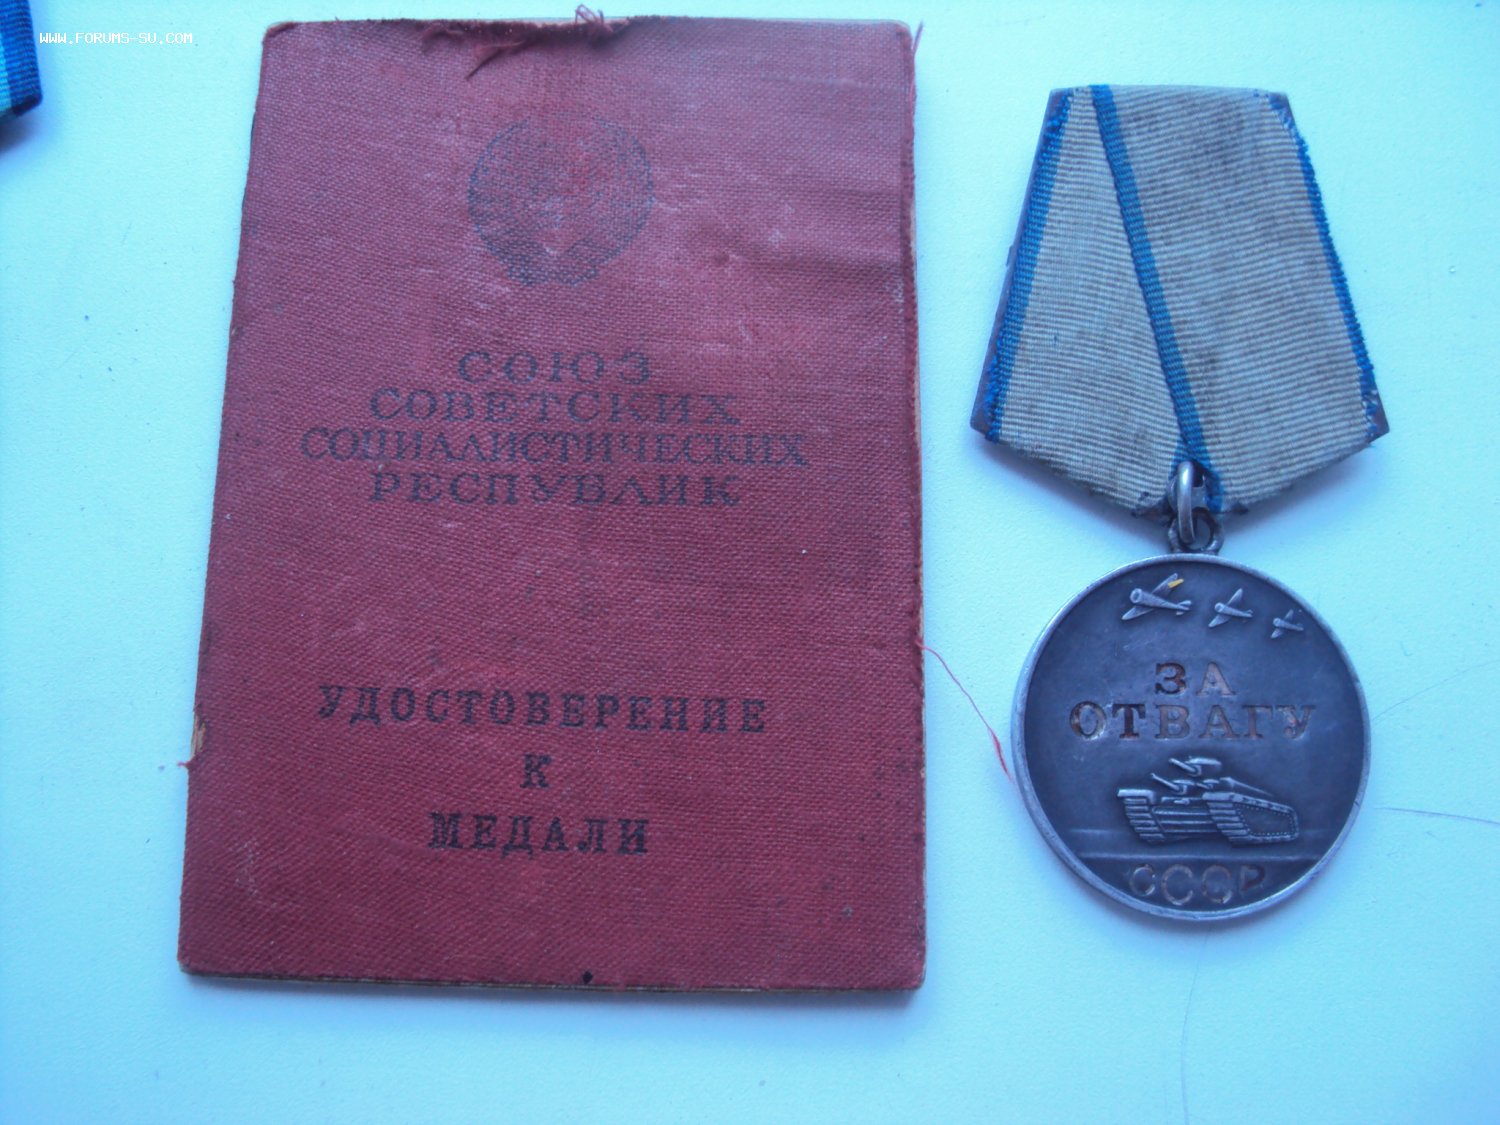 WWW.FORUMS-SU.COM
СОЮЗ
СОВЕТСКИХ
СОЦИАЛИСТИЧЕСКИХ
РЕСПУБЛИК
УДОСТОВЕРЕНИЕ
К
МЕДАЛИ
ЗА
ОТВАГУ
СССР